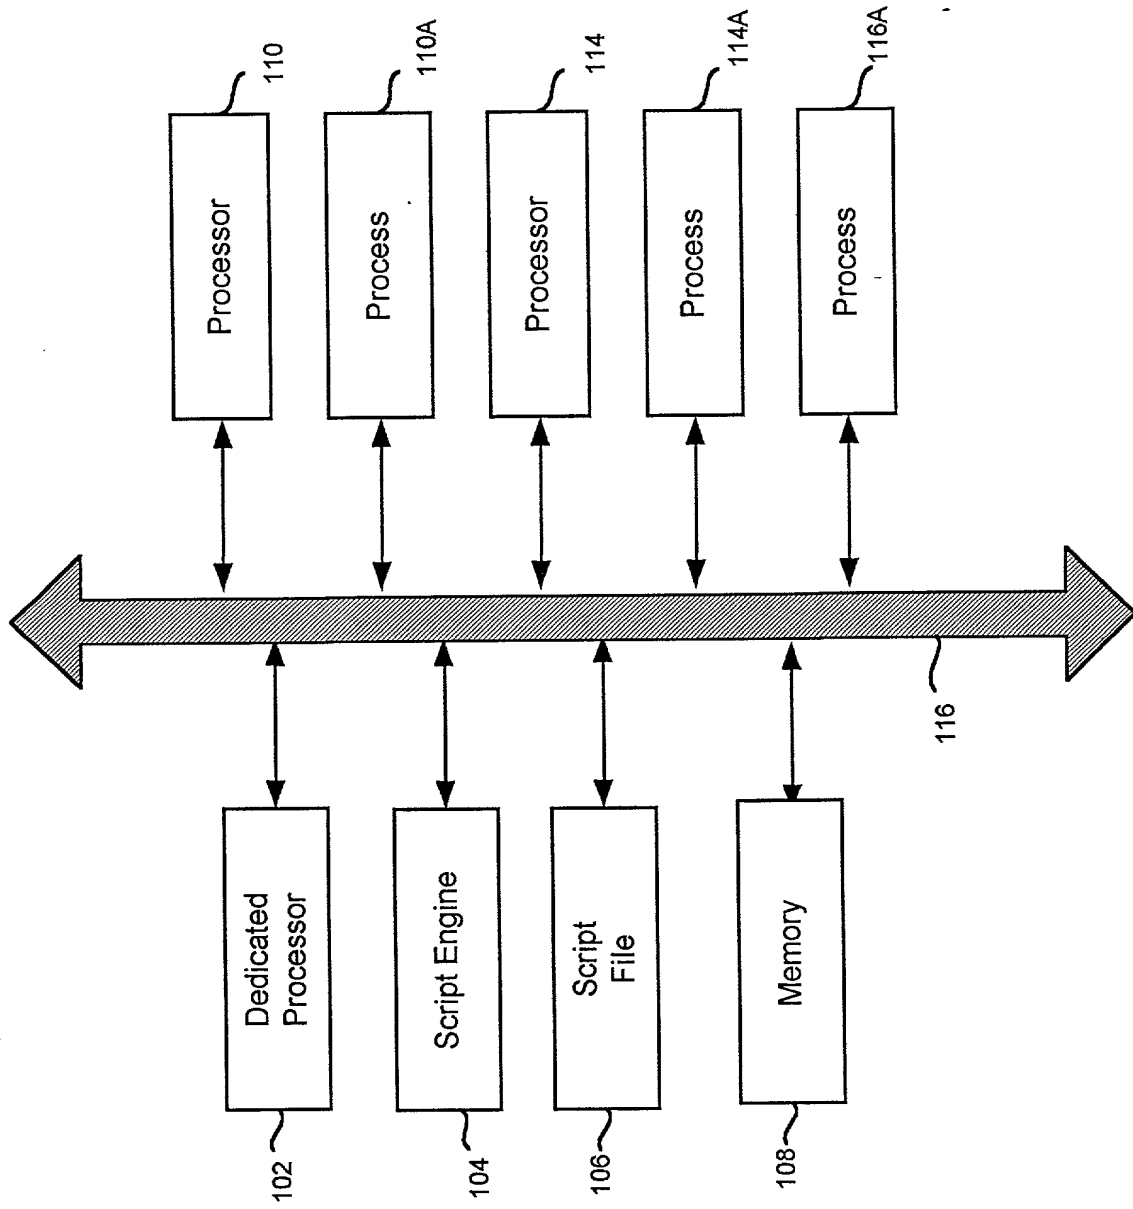 102
Dedicated
Processor
104
Script Engine
106
Script
File
108
Memory
116
Processor
110
Process
110A
Processor
114
Process
114A
Process
116A